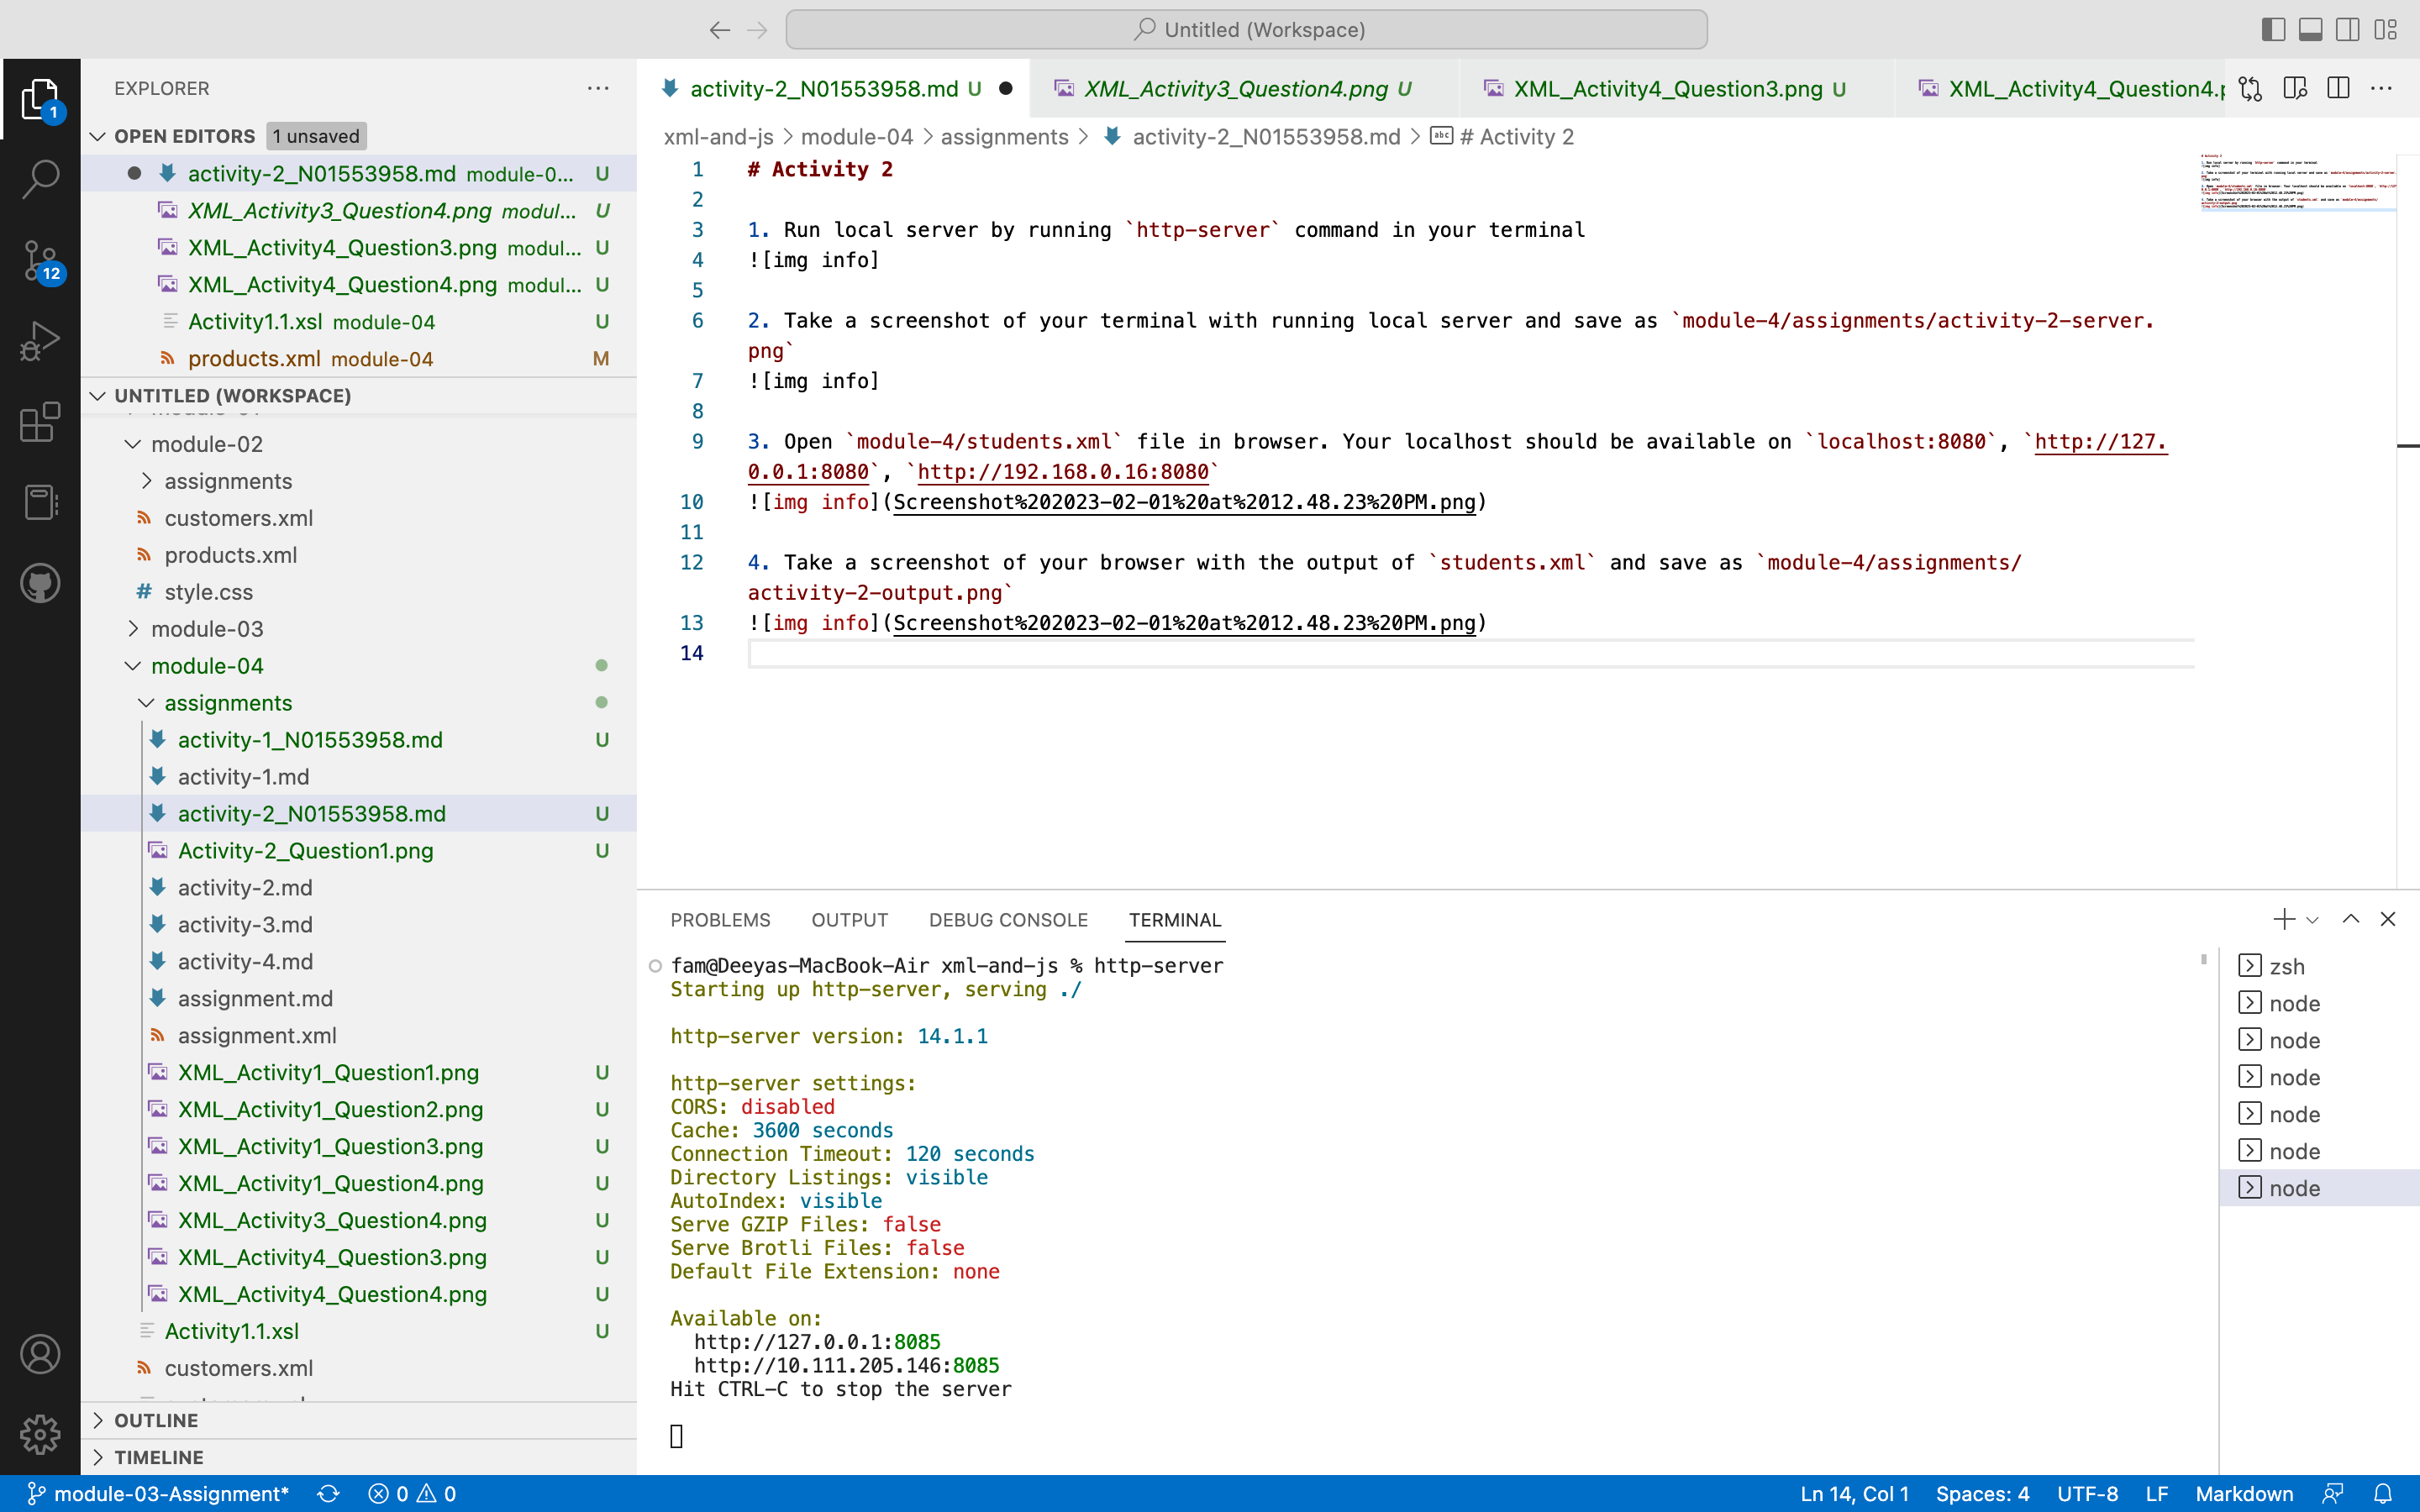 Untitled (Workspace)
EXPLORER
OPEN EDITORS 1 unsaved
activity-2_N01553958.md module-0... U
XML_Activity3_Question4.png modul... U
XML_Activity4_Question3.png modul... U
XML_Activity4_Question4.png modul... U
Activity1.1.xsl module-04 U
products.xml module-04 M
UNTITLED (WORKSPACE)
module-02
assignments
customers.xml
products.xml
# style.css
module-03
module-04
assignments
activity-1_N01553958.md U
activity-1.md
activity-2_N01553958.md U
Activity-2_Question1.png U
activity-2.md
activity-3.md
activity-4.md
assignment.md
assignment.xml
XML_Activity1_Question1.png U
XML_Activity1_Question2.png U
XML_Activity1_Question3.png U
XML_Activity1_Question4.png U
XML_Activity3_Question4.png U
XML_Activity4_Question3.png U
XML_Activity4_Question4.png U
Activity1.1.xsl U
customers.xml
OUTLINE
TIMELINE
1
12
activity-2_N01553958.md U
XML_Activity3_Question4.png U
XML_Activity4_Question3.png U
XML_Activity4_Question4.p
xml-and-js > module-04 > assignments > activity-2_N01553958.md > # Activity 2
1 # Activity 2
2
3 1. Run local server by running `http-server` command in your terminal
4 ![img info]
5
6 2. Take a screenshot of your terminal with running local server and save as `module-4/assignments/activity-2-server.
png`
7 ![img info]
8
9 3. Open `module-4/students.xml` file in browser. Your localhost should be available on `localhost:8080`, `http://127.
0.0.1:8080`, `http://192.168.0.16:8080`
10 ![img info](Screenshot%202023-02-01%20at%2012.48.23%20PM.png)
11
12 4. Take a screenshot of your browser with the output of `students.xml` and save as `module-4/assignments/
activity-2-output.png`
13 ![img info](Screenshot%202023-02-01%20at%2012.48.23%20PM.png)
14
PROBLEMS OUTPUT DEBUG CONSOLE TERMINAL
fam@Deeyas-MacBook-Air xml-and-js % http-server
Starting up http-server, serving ./
http-server version: 14.1.1
http-server settings:
CORS: disabled
Cache: 3600 seconds
Connection Timeout: 120 seconds
Directory Listings: visible
AutoIndex: visible
Serve GZIP Files: false
Serve Brotli Files: false
Default File Extension: none
Available on:
http://127.0.0.1:8085
http://10.111.205.146:8085
Hit CTRL-C to stop the server
zsh
node
node
node
node
node
node
module-03-Assignment* 0 0
Ln 14, Col 1 Spaces: 4 UTF-8 LF Markdown